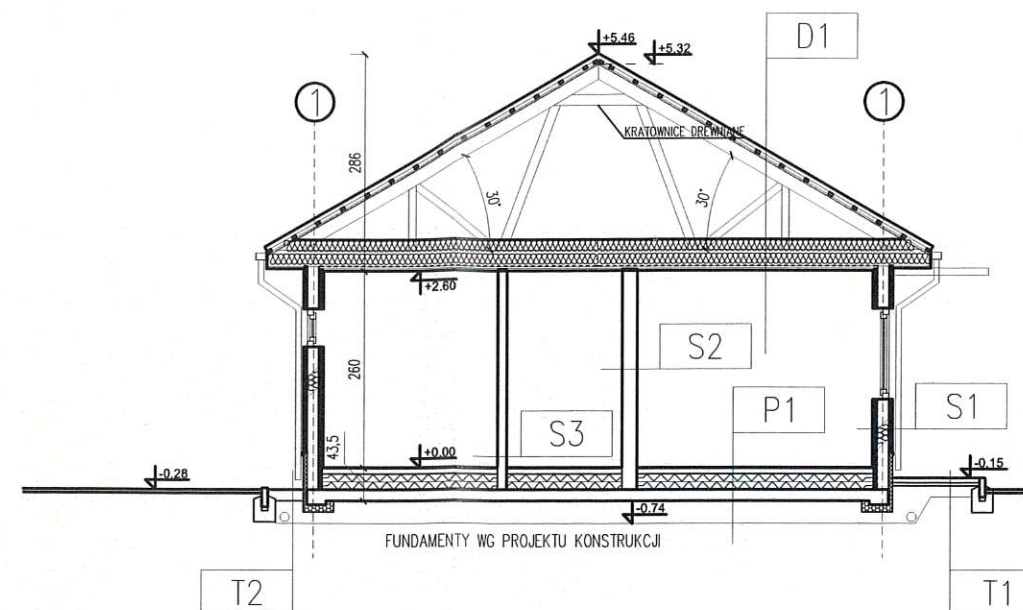 D1
+5.46
+5.32
1
1
KRATOWNICE DREWNIANE
286
30°
30°
+2.60
S2
260
P1
S1
S3
43,5
+0.00
-0.28
-0.15
-0.74
FUNDAMENTY WG PROJEKTU KONSTRUKCJI
T2
T1